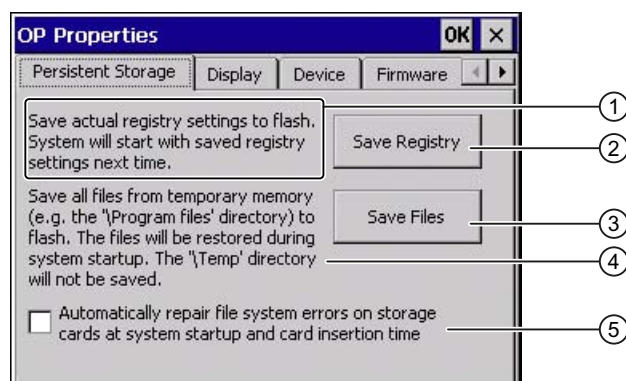 OP Properties OK ×
Persistent Storage Display Device Firmware
Save actual registry settings to flash.
System will start with saved registry
settings next time.
Save Registry
Save all files from temporary memory
(e.g. the '\Program files' directory) to
flash. The files will be restored during
system startup. The '\Temp' directory
will not be saved.
Save Files
Automatically repair file system errors on storage
cards at system startup and card insertion time
1
2
3
4
5